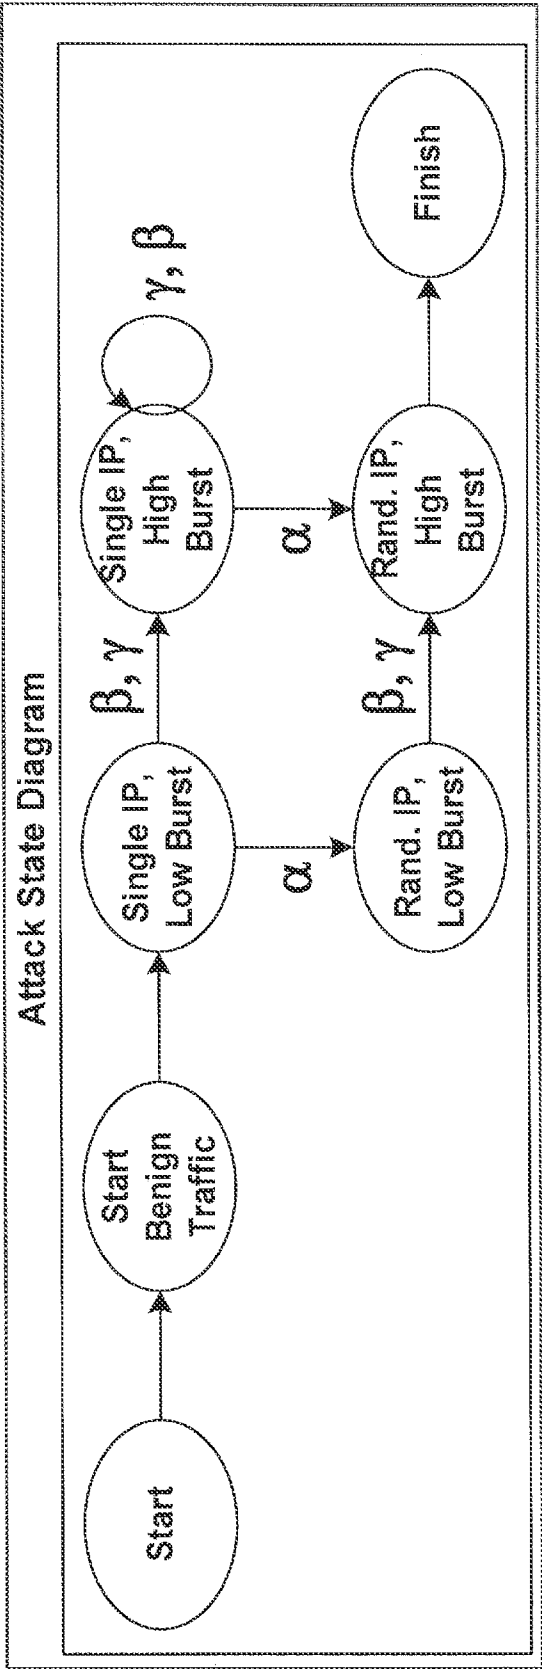 Attack State Diagram
Start
Start
Benign
Traffic
Single IP,
Low Burst
β, γ
Single IP,
High
Burst
γ, β
α
α
Rand. IP,
Low Burst
β, γ
Rand. IP,
High
Burst
Finish